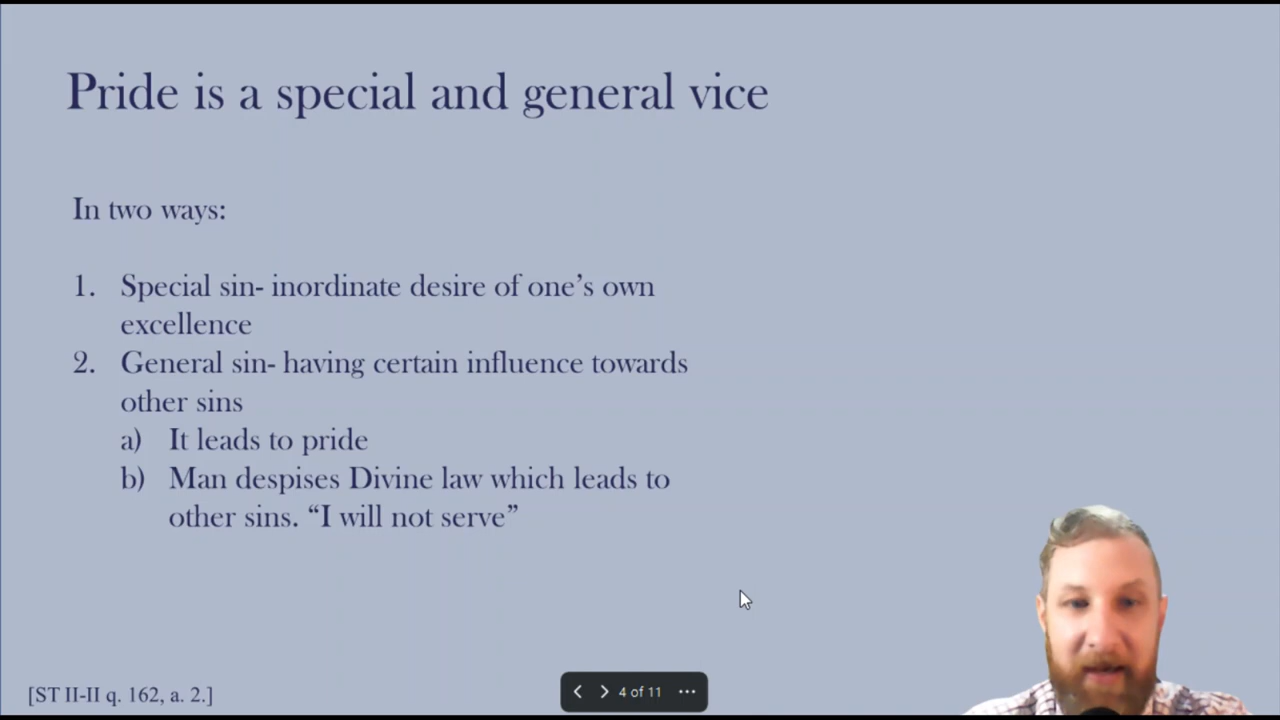 Pride is a special and general vice
In two ways:
1. Special sin- inordinate desire of one’s own
excellence
2. General sin- having certain influence towards
other sins
a) It leads to pride
b) Man despises Divine law which leads to
other sins. “I will not serve”
[ST II-II q. 162, a. 2.]
4 of 11